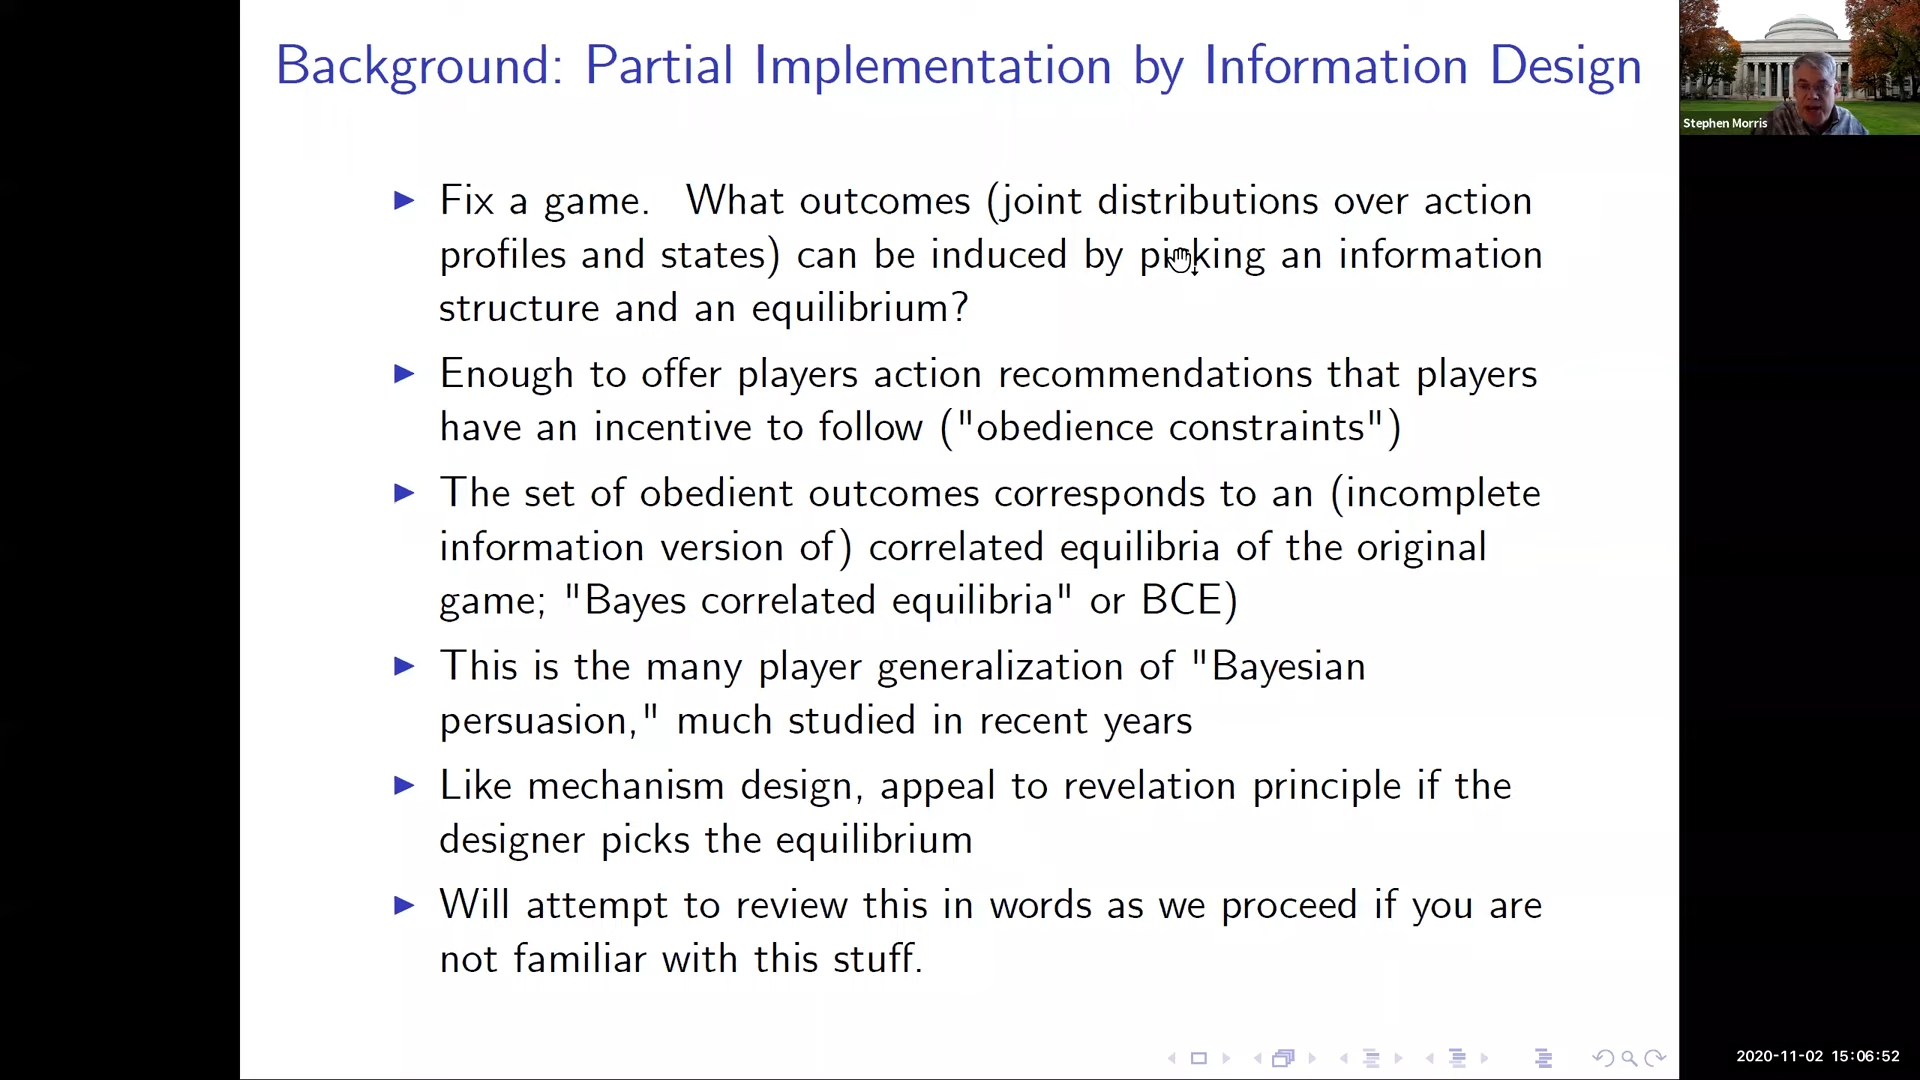 Background: Partial Implementation by Information Design
Stephen Morris
Fix a game. What outcomes (joint distributions over action
profiles and states) can be induced by picking an information
structure and an equilibrium?
Enough to offer players action recommendations that players
have an incentive to follow ("obedience constraints")
The set of obedient outcomes corresponds to an (incomplete
information version of) correlated equilibria of the original
game; "Bayes correlated equilibria" or BCE)
This is the many player generalization of "Bayesian
persuasion," much studied in recent years
Like mechanism design, appeal to revelation principle if the
designer picks the equilibrium
Will attempt to review this in words as we proceed if you are
not familiar with this stuff.
2020-11-02 15:06:52